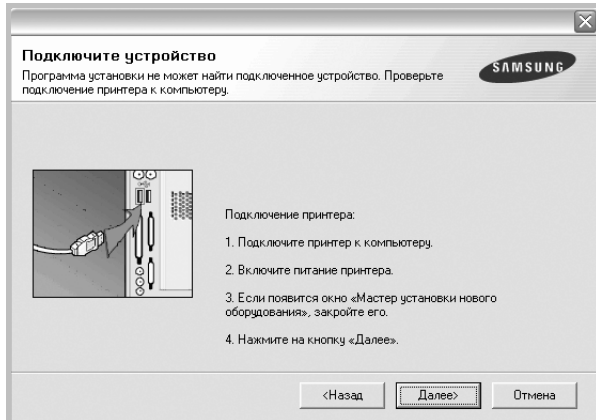 Подключите устройство
Программа установки не может найти подключенное устройство. Проверьте
подключение принтера к компьютеру.
SAMSUNG
Подключение принтера:
1. Подключите принтер к компьютеру.
2. Включите питание принтера.
3. Если появится окно «Мастер установки нового
оборудования», закройте его.
4. Нажмите на кнопку «Далее».
<Назад
Далее>
Отмена